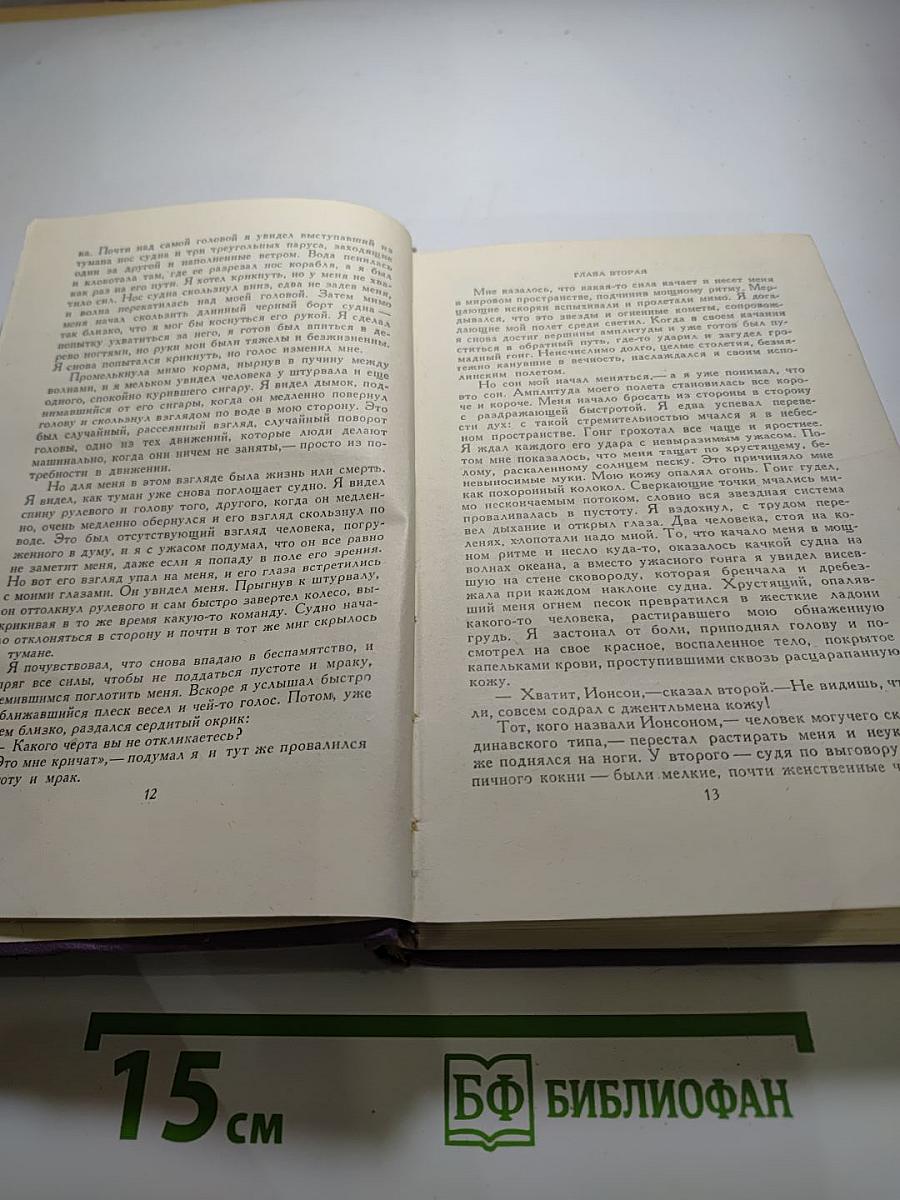 ка. Почти над самой головой я увидел выступавший из
тумана нос судна и три треугольных паруса, заходящие
один за другой и наполненные ветром. Вода пенилась
и клокотала там, где ее разрезал нос корабля, а я был
как раз на его пути. Я хотел крикнуть, но у меня не хва-
тило сил. Нос судна скользнул вниз, едва не задев меня,
и волна перекатилась над моей головой. Затем мимо
меня начал скользить длинный черный борт судна —
так близко, что я мог бы коснуться его рукой. Я сделал
попытку ухватиться за него, я готов был впиться в де-
рево ногтями, но руки мои были тяжелы и безжизненны.
Я снова попытался крикнуть, но голос изменил мне.
Промелькнула мимо корма, нырнув в пучину между
волнами, и я мельком увидел человека у штурвала и еще
одного, спокойно курившего сигару. Я видел дымок, под-
нимавшийся от его сигары, когда он медленно повернул
голову и скользнул взглядом по воде в мою сторону. Это
был случайный, рассеянный взгляд, случайный поворот
головы, одно из тех движений, которые люди делают
машинально, когда они ничем не заняты,— просто из по-
требности в движении.
Но для меня в этом взгляде была жизнь или смерть.
Я видел, как туман уже снова поглощает судно. Я видел
спину рулевого и голову того, другого, когда он медлен-
но, очень медленно обернулся и его взгляд скользнул по
воде. Это был отсутствующий взгляд человека, погру-
женного в думу, и я с ужасом подумал, что он все равно
не заметит меня, даже если я попаду в поле его зрения.
Но вот его взгляд упал на меня, и его глаза встретились
с моими глазами. Он увидел меня. Прыгнув к штурвалу,
он оттолкнул рулевого и сам быстро завертел колесо, вы-
крикивая в то же время какую-то команду. Судно нача-
о отклоняться в сторону и почти в тот же миг скрылось
тумане.
Я почувствовал, что снова впадаю в беспамятство, и
пряг все силы, чтобы не поддаться пустоте и мраку,
емившимся поглотить меня. Вскоре я услышал быстро
ближавшийся плеск весел и чей-то голос. Потом, уже
ем близко, раздался сердитый окрик:
— Какого чёрта вы не откликаетесь?
Это мне кричат»,— подумал я и тут же провалился
оту и мрак.
12
ГЛАВА ВТОРАЯ
Мне казалось, что какая-то сила качает и несет меня
в мировом пространстве, подчинив мощному ритму. Мер-
цающие искорки вспыхивали и пролетали мимо. Я дога-
дывался, что это звезды и огненные кометы, сопровож-
дающие мой полет среди светил. Когда в своем качании
я снова достиг вершины амплитуды и уже готов был пу-
ститься в обратный путь, где-то ударил и загудел гро-
мадный гонг. Неисчислимо долго, целые столетия, безмя-
тежно канувшие в вечность, наслаждался я своим испо-
линским полетом.
Но сон мой начал меняться,— а я уже понимал, что
это сон. Амплитуда моего полета становилась все коро-
че и короче. Меня начало бросать из стороны в сторону
с раздражающей быстротой. Я едва успевал переве-
сти дух: с такой стремительностью мчался я в небес-
ном пространстве. Гонг грохотал все чаще и яростнее.
Я ждал каждого его удара с невыразимым ужасом. По-
том мне показалось, что меня тащат по хрустящему, бе-
лому, раскаленному солнцем песку. Это причиняло мне
невыносимые муки. Мою кожу опалял огонь. Гонг гудел,
как похоронный колокол. Сверкающие точки мчались ми-
мо нескончаемым потоком, словно вся звездная система
проваливалась в пустоту. Я вздохнул, с трудом пере-
вел дыхание и открыл глаза. Два человека, стоя на ко-
ленях, хлопотали надо мной. То, что качало меня в мощ-
ном ритме и несло куда-то, оказалось качкой судна на
волнах океана, а вместо ужасного гонга я увидел висев-
шую на стене сковороду, которая бренчала и дребез-
жала при каждом наклоне судна. Хрустящий, опаляв-
ший меня огнем песок превратился в жесткие ладони
какого-то человека, растиравшего мою обнаженную
грудь. Я застонал от боли, приподнял голову и по-
смотрел на свое красное, воспаленное тело, покрытое
капельками крови, проступившими сквозь расцарапанную
кожу.
— Хватит, Ионсон,—сказал второй.—Не видишь, чт
ли, совсем содрал с джентльмена кожу!
Тот, кого назвали Ионсоном,— человек могучего ск
динавского типа,— перестал растирать меня и неук
же поднялся на ноги. У второго — судя по выговору
пичного кокни — были мелкие, почти женственные ч
13
15 см
БФ БИБЛИОФАН